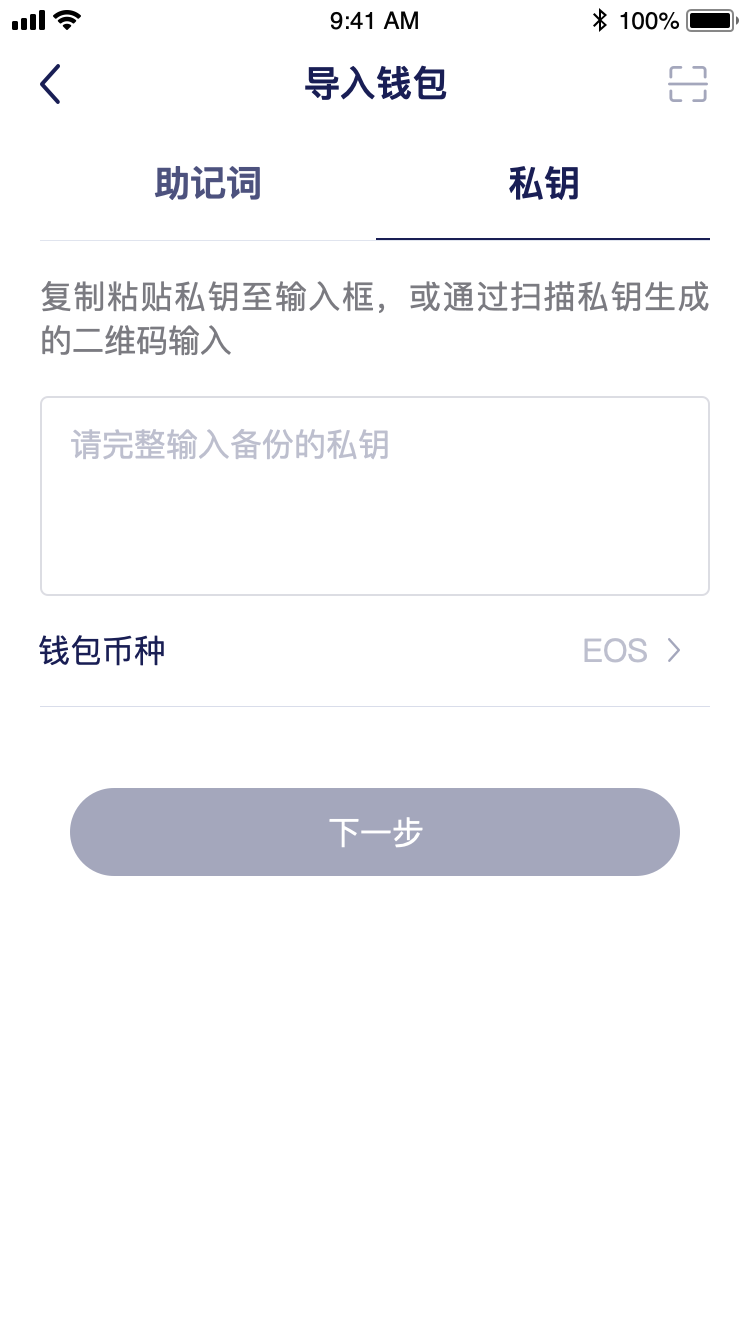 9:41 AM 100%
导入钱包
助记词 私钥
复制粘贴私钥至输入框，或通过扫描私钥生成
的二维码输入
请完整输入备份的私钥
钱包币种 EOS
下一步